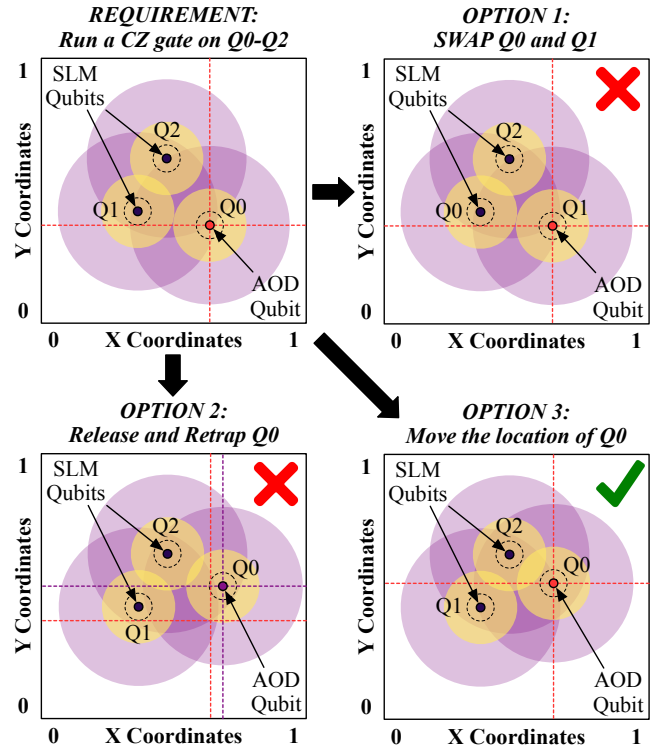 REQUIREMENT:
Run a CZ gate on Q0-Q2
1
SLM
Qubits
Q2
Q1
Q0
AOD
Qubit
Y Coordinates
0
0
X Coordinates
1
OPTION 1:
SWAP Q0 and Q1
1
SLM
Qubits
Q2
Q0
Q1
AOD
Qubit
Y Coordinates
0
0
X Coordinates
1
OPTION 2:
Release and Retrap Q0
1
SLM
Qubits
Q2
Q0
Q1
AOD
Qubit
Y Coordinates
0
0
X Coordinates
1
OPTION 3:
Move the location of Q0
1
SLM
Qubits
Q2
Q0
Q1
AOD
Qubit
Y Coordinates
0
0
X Coordinates
1